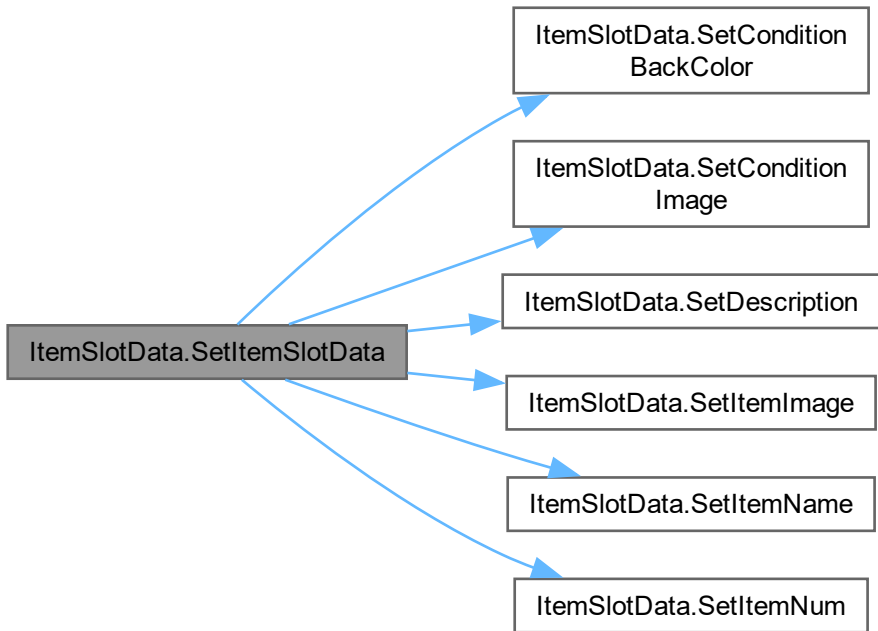 ItemSlotData.SetCondition
BackColor
ItemSlotData.SetCondition
Image
ItemSlotData.SetDescription
ItemSlotData.SetItemSlotData
ItemSlotData.SetItemImage
ItemSlotData.SetItemName
ItemSlotData.SetItemNum